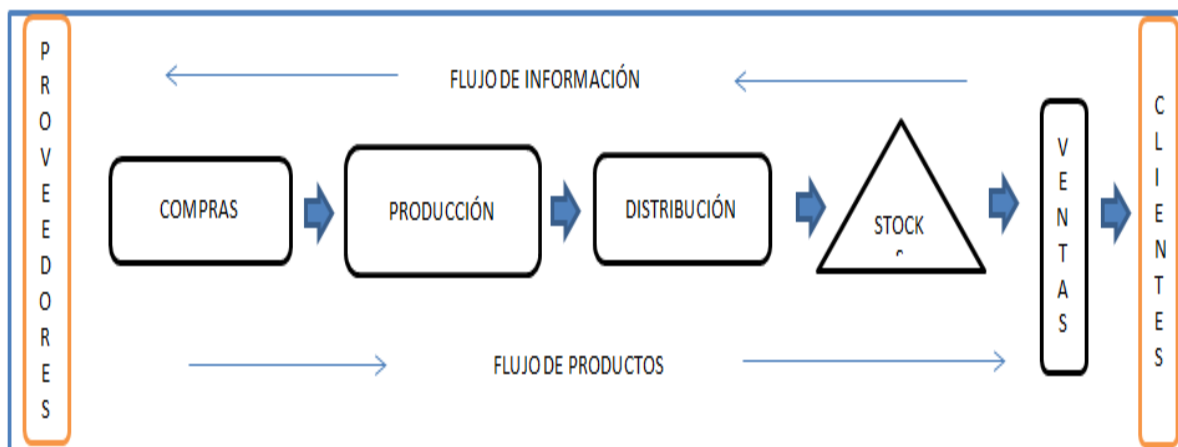 PROVEEDORES
FLUJO DE INFORMACIÓN
COMPRAS
PRODUCCIÓN
DISTRIBUCIÓN
STOCK
VENTAS
CLIENTES
FLUJO DE PRODUCTOS